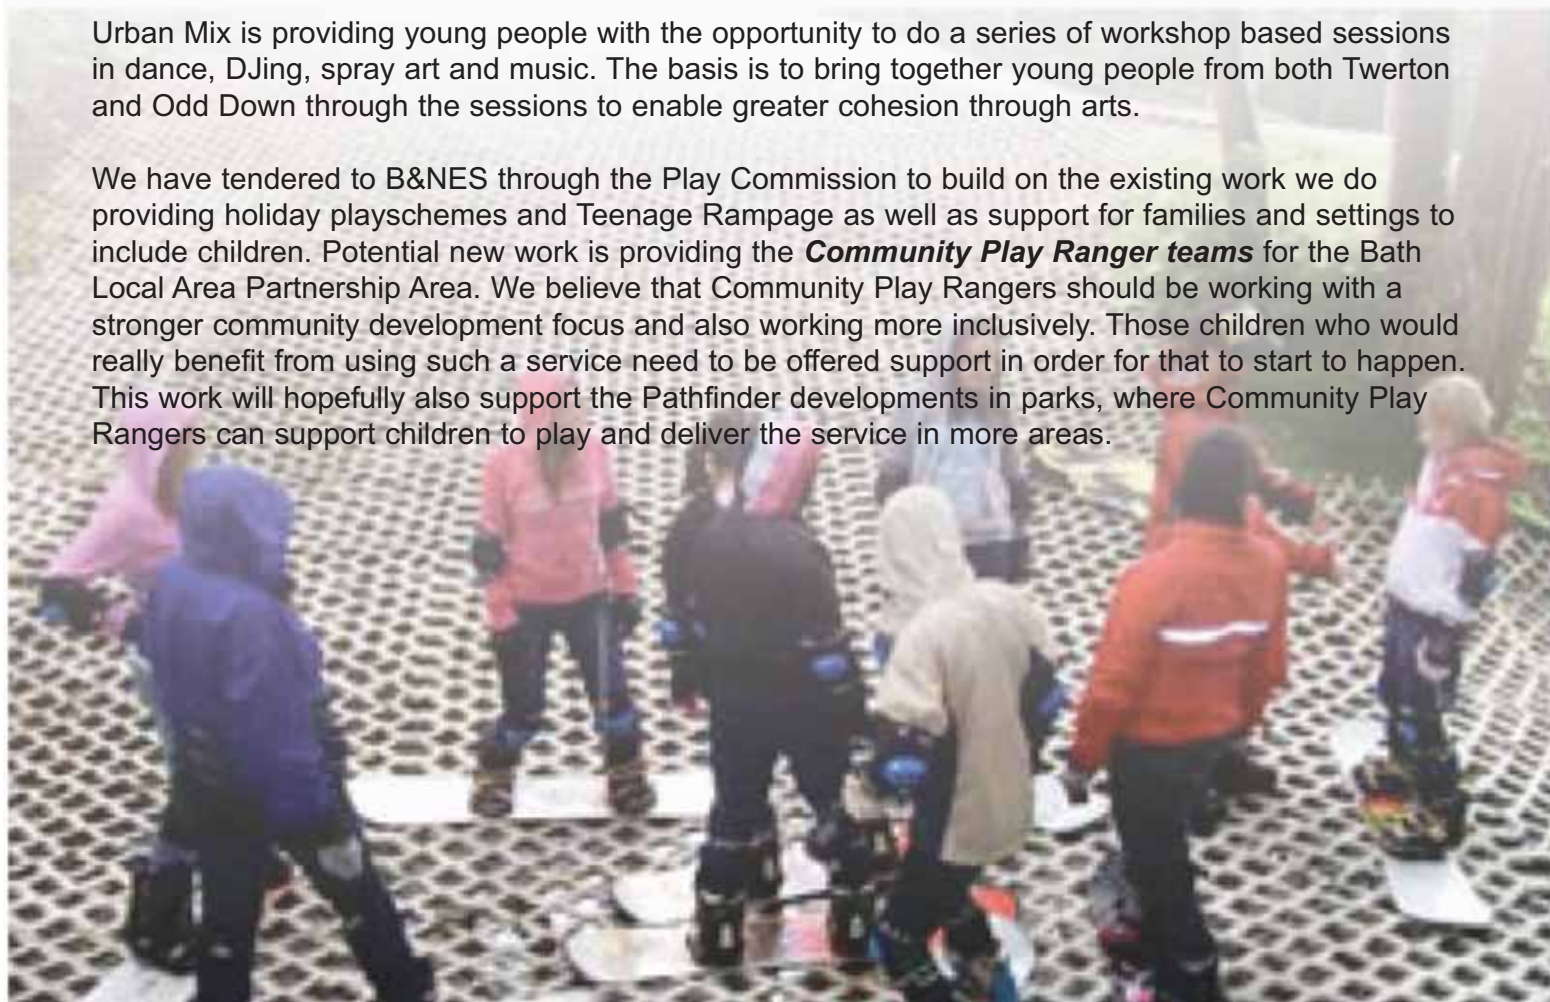 Urban Mix is providing young people with the opportunity to do a series of workshop based sessions
in dance, DJing, spray art and music. The basis is to bring together young people from both Twerton
and Odd Down through the sessions to enable greater cohesion through arts.
We have tendered to B&NES through the Play Commission to build on the existing work we do
providing holiday playschemes and Teenage Rampage as well as support for families and settings to
include children. Potential new work is providing the Community Play Ranger teams for the Bath
Local Area Partnership Area. We believe that Community Play Rangers should be working with a
stronger community development focus and also working more inclusively. Those children who would
really benefit from using such a service need to be offered support in order for that to start to happen.
This work will hopefully also support the Pathfinder developments in parks, where Community Play
Rangers can support children to play and deliver the service in more areas.